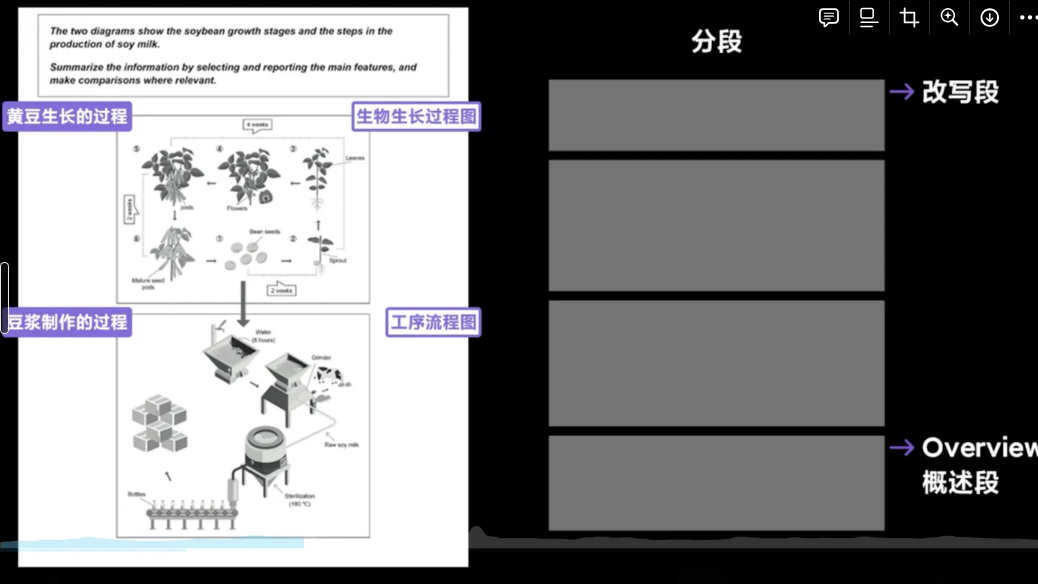 The two diagrams show the soybean growth stages and the steps in the
production of soy milk.
Summarize the information by selecting and reporting the main features, and
make comparisons where relevant.
黄豆生长的过程
生物生长过程图
4 weeks
⑤
④
③
Leaves
pods
Flowers
2 weeks
⑥
①
Bean seeds
②
Sprout
Mature seed
pods
2 weeks
豆浆制作的过程
工序流程图
Water
(8 hours)
Grinder
Raw soy milk
Sterilization
(180 ℃)
Bottles
分段
改写段
Overview
概述段